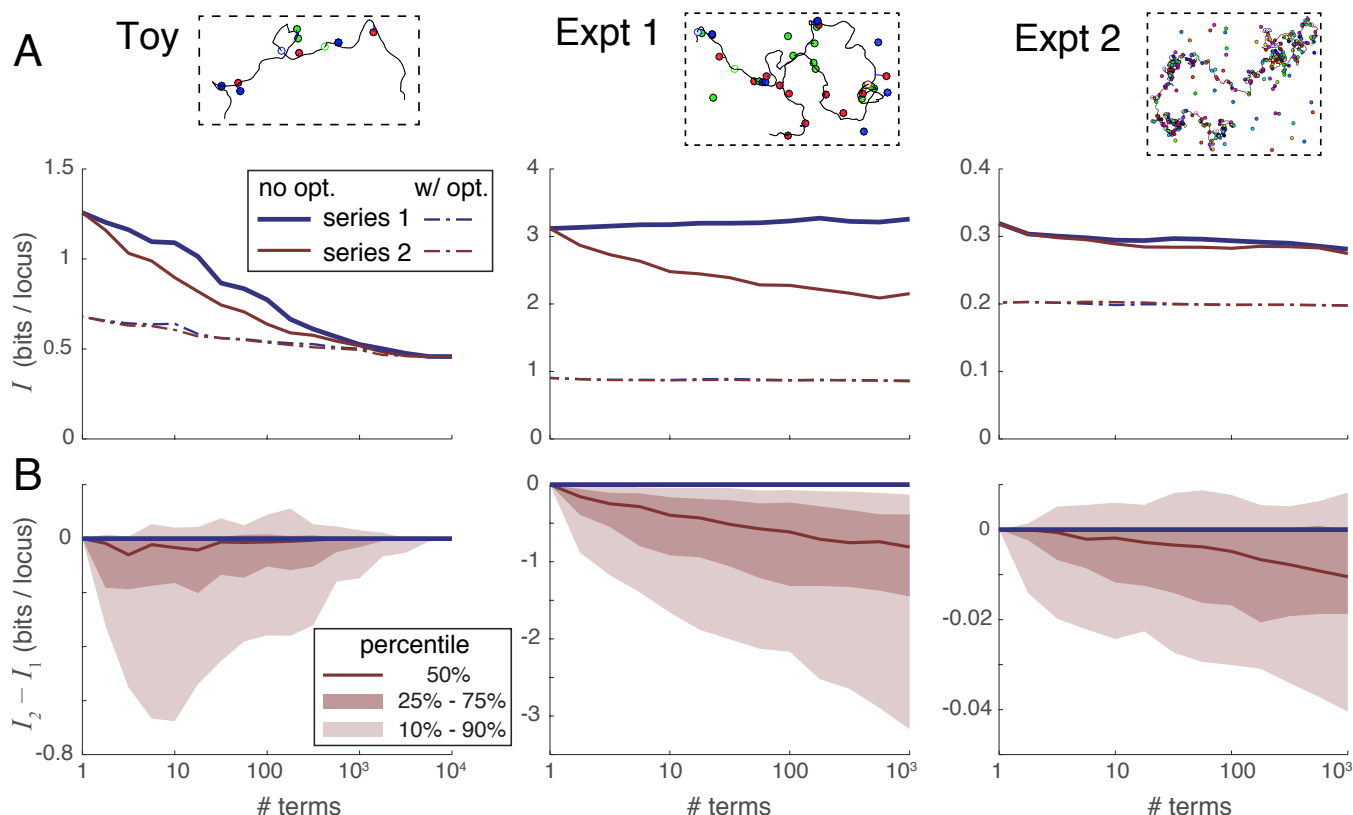 A
Toy
Expt 1
Expt 2
I (bits / locus)
1.5
1
0.5
0
no opt. w/ opt.
series 1
series 2
4
3
2
1
0
0.4
0.3
0.2
0.1
0
B
I₂ − I₁ (bits / locus)
0
-0.8
percentile
50%
25% - 75%
10% - 90%
1 10 100 10³ 10⁴
# terms
0
-1
-2
-3
1 10 100 10³
# terms
0
-0.02
-0.04
1 10 100 10³
# terms